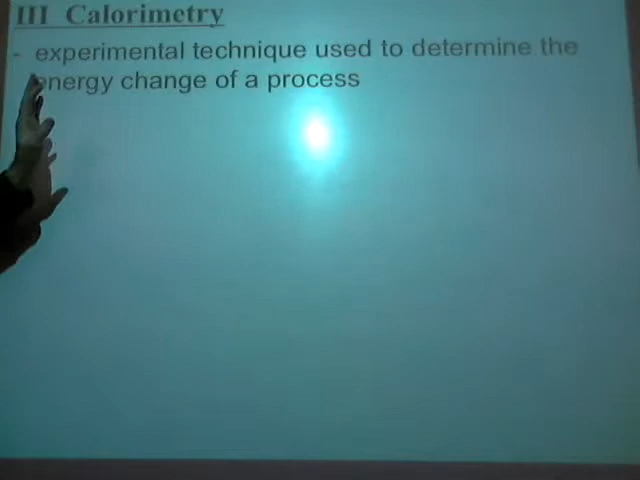 III Calorimetry
- experimental technique used to determine the
energy change of a process